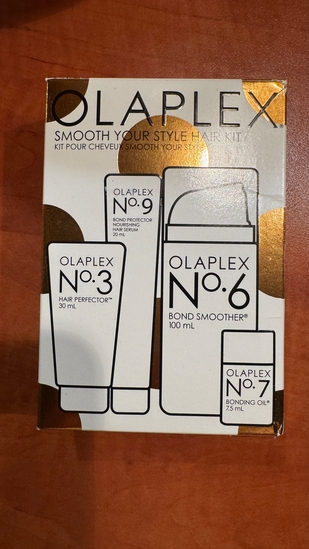 OLAPLEX.
SMOOTH YOUR STYLE HAIR KIT/
KIT POUR CHEVEUX SMOOTH YOUR STYLE
OLAPLEX
Nº.9
BOND PROTECTOR
NOURISHING
HAIR SERUM
20 mL
OLAPLEX
Nº.3
HAIR PERFECTOR™
30 mL
OLAPLEX
Nº.6
BOND SMOOTHER®
100 mL
OLAPLEX
Nº.7
BONDING OIL®
7.5 mL